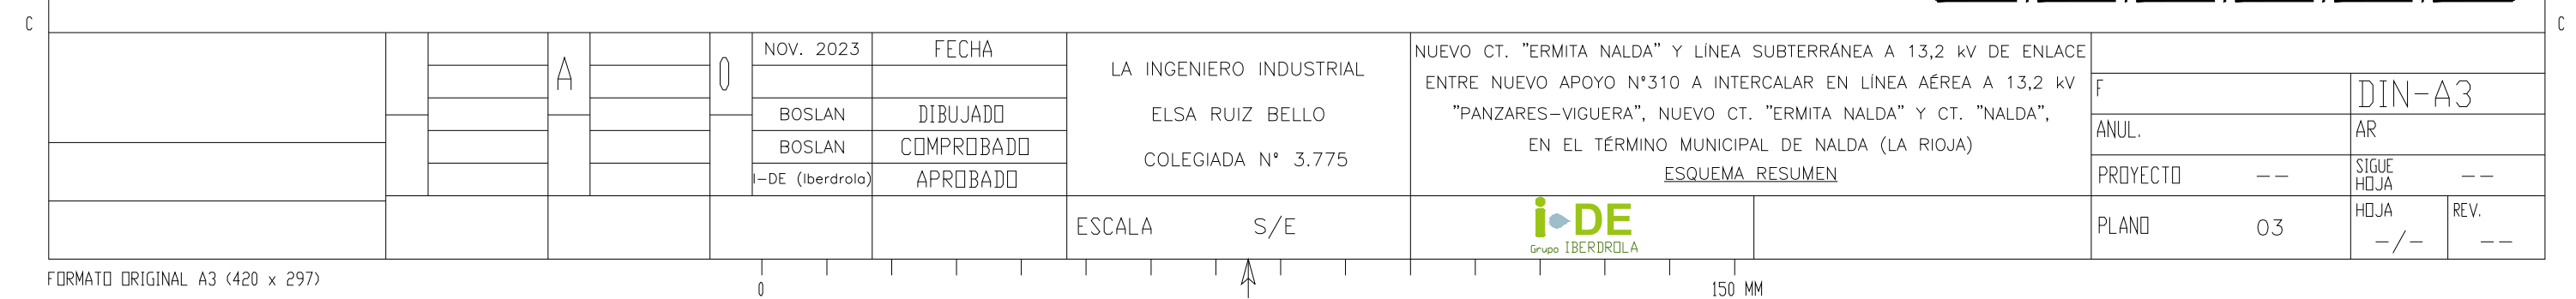 C
C
A
0
NOV. 2023
FECHA
BOSLAN
DIBUJADO
BOSLAN
COMPROBADO
I-DE (Iberdrola)
APROBADO
LA INGENIERO INDUSTRIAL
ELSA RUIZ BELLO
COLEGIADA N° 3.775
ESCALA S/E
NUEVO CT. "ERMITA NALDA" Y LÍNEA SUBTERRÁNEA A 13,2 kV DE ENLACE
ENTRE NUEVO APOYO N°310 A INTERCALAR EN LÍNEA AÉREA A 13,2 kV
"PANZARES-VIGUERA", NUEVO CT. "ERMITA NALDA" Y CT. "NALDA",
EN EL TÉRMINO MUNICIPAL DE NALDA (LA RIOJA)
ESQUEMA RESUMEN
i-DE
Grupo IBERDROLA
F
DIN-A3
ANUL.
AR
PROYECTO --
SIGUE
HOJA
--
PLANO 03
HOJA
-/-
REV.
--
FORMATO ORIGINAL A3 (420 x 297)
0
150 MM